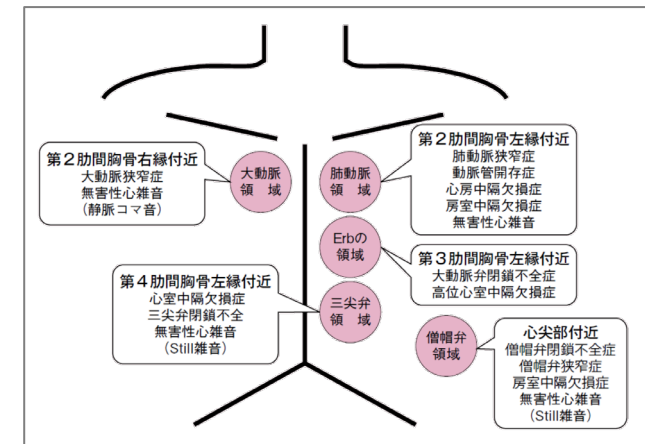 第2肋間胸骨右縁付近
大動脈狭窄症
無害性心雑音
（静脈コマ音）
大動脈
領　域
肺動脈
領　域
第2肋間胸骨左縁付近
肺動脈狭窄症
動脈管開存症
心房中隔欠損症
房室中隔欠損症
無害性心雑音
Erbの
領域
第3肋間胸骨左縁付近
大動脈弁閉鎖不全症
高位心室中隔欠損症
第4肋間胸骨左縁付近
心室中隔欠損症
三尖弁閉鎖不全
無害性心雑音
（Still雑音）
三尖弁
領　域
僧帽弁
領域
心尖部付近
僧帽弁閉鎖不全症
僧帽弁狭窄症
房室中隔欠損症
無害性心雑音
（Still雑音）